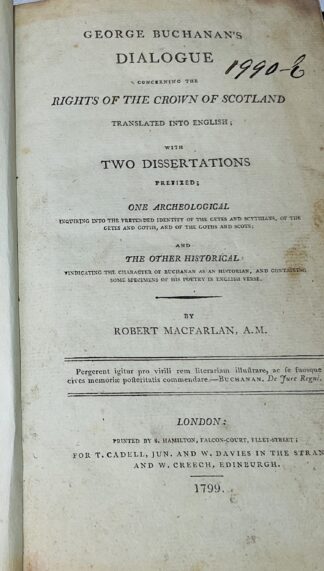 GEORGE BUCHANAN'S
DIALOGUE
CONCERNING THE
1990-
RIGHTS OF THE CROWN OF SCOTLAND
TRANSLATED INTO ENGLISH;
WITH
TWO DISSERTATIONS
PREFIXED;
ONE ARCHEOLOGICAL
INQUIRING INTO THE PRETENDED IDENTITY OF THE GETES AND SCYTHIANS, OF THE
GETES AND GOTHS, AND OF THE GOTHS AND SCOTS;
AND
THE OTHER HISTORICAL
VINDICATING THE CHARACTER OF BUCHANAN AS AN HISTORIAN, AND CONTAINING
SOME SPECIMENS OF HIS POETRY IN ENGLISH VERSE.
BY
ROBERT MACFARLAN, A.M.
Pergerent igitur pro virili rem literariam illustrare, ac se suosque
cives memoriæ posteritatis commendare.—BUCHANAN. De Jure Regni.
LONDON:
PRINTED BY S. HAMILTON, FALCON-COURT, FLEET-STREET;
FOR T. CADELL, JUN. AND W. DAVIES IN THE STRAN
AND W. CREECH, EDINBURGH.
1799.